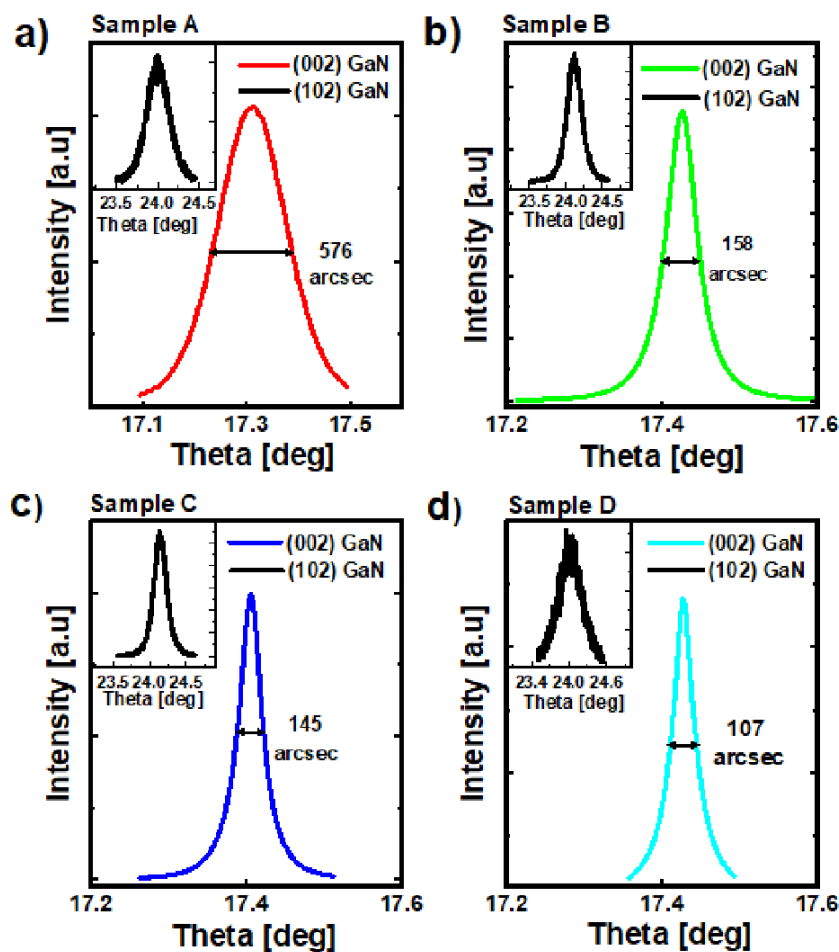 a)
Sample A
(002) GaN
(102) GaN
23.5 24.0 24.5
Theta [deg]
576
arcsec
Intensity [a.u]
17.1 17.3 17.5
Theta [deg]
b)
Sample B
(002) GaN
(102) GaN
23.5 24.0 24.5
Theta [deg]
158
arcsec
Intensity [a.u]
17.2 17.4 17.6
Theta [deg]
c)
Sample C
(002) GaN
(102) GaN
23.5 24.0 24.5
Theta [deg]
145
arcsec
Intensity [a.u]
17.2 17.4 17.6
Theta [deg]
d)
Sample D
(002) GaN
(102) GaN
23.4 24.0 24.6
Theta [deg]
107
arcsec
Intensity [a.u]
17.2 17.4 17.6
Theta [deg]